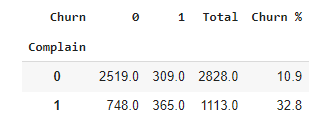 Churn 0 1 Total Churn %
Complain
0 2519.0 309.0 2828.0 10.9
1 748.0 365.0 1113.0 32.8